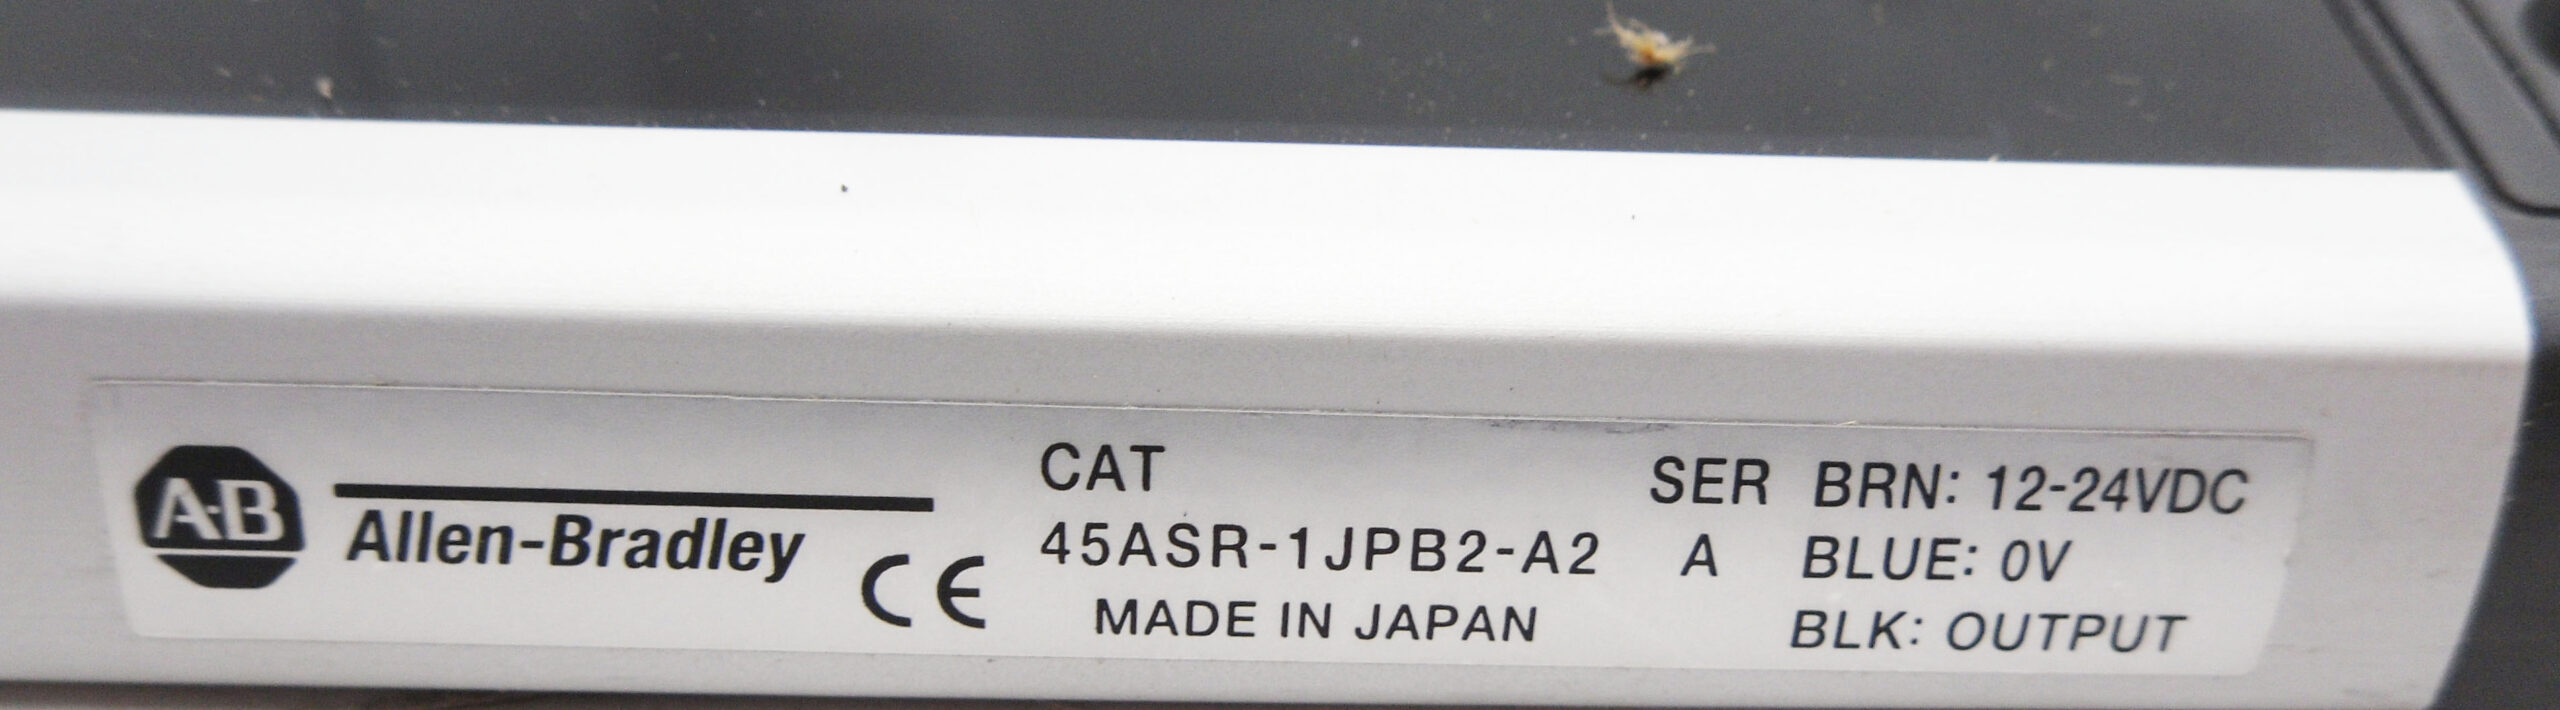 A-B
Allen-Bradley
CE
CAT
45ASR-1JPB2-A2
MADE IN JAPAN
SER
A
BRN: 12-24VDC
BLUE: 0V
BLK: OUTPUT